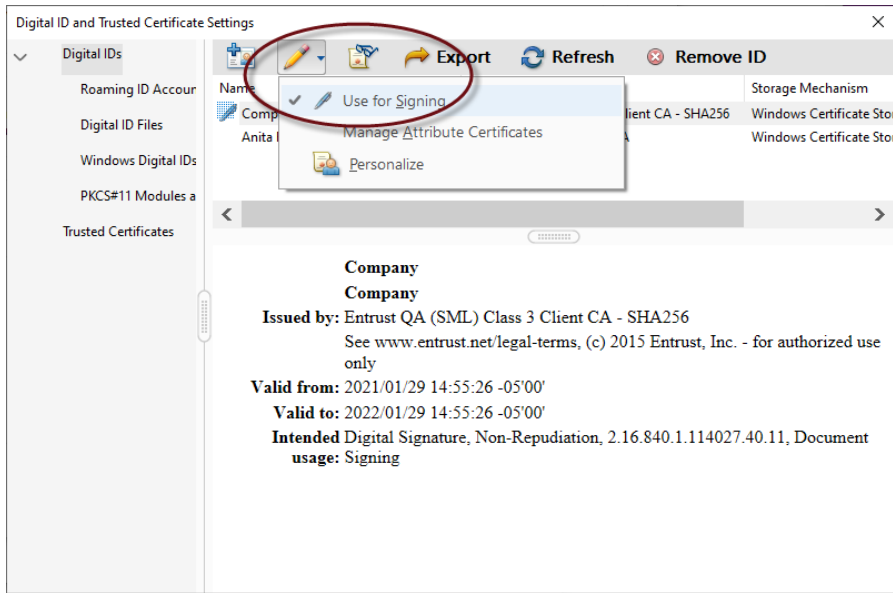 Digital ID and Trusted Certificate Settings
Digital IDs
Roaming ID Accour
Digital ID Files
Windows Digital IDs
PKCS#11 Modules a
Trusted Certificates
Export Refresh Remove ID
Name Storage Mechanism
Use for Signing
Comp lient CA - SHA256 Windows Certificate Sto
Manage Attribute Certificates
Anita Windows Certificate Sto
Personalize
Company
Company
Issued by: Entrust QA (SML) Class 3 Client CA - SHA256
See www.entrust.net/legal-terms, (c) 2015 Entrust, Inc. - for authorized use
only
Valid from: 2021/01/29 14:55:26 -05'00'
Valid to: 2022/01/29 14:55:26 -05'00'
Intended Digital Signature, Non-Repudiation, 2.16.840.1.114027.40.11, Document
usage: Signing